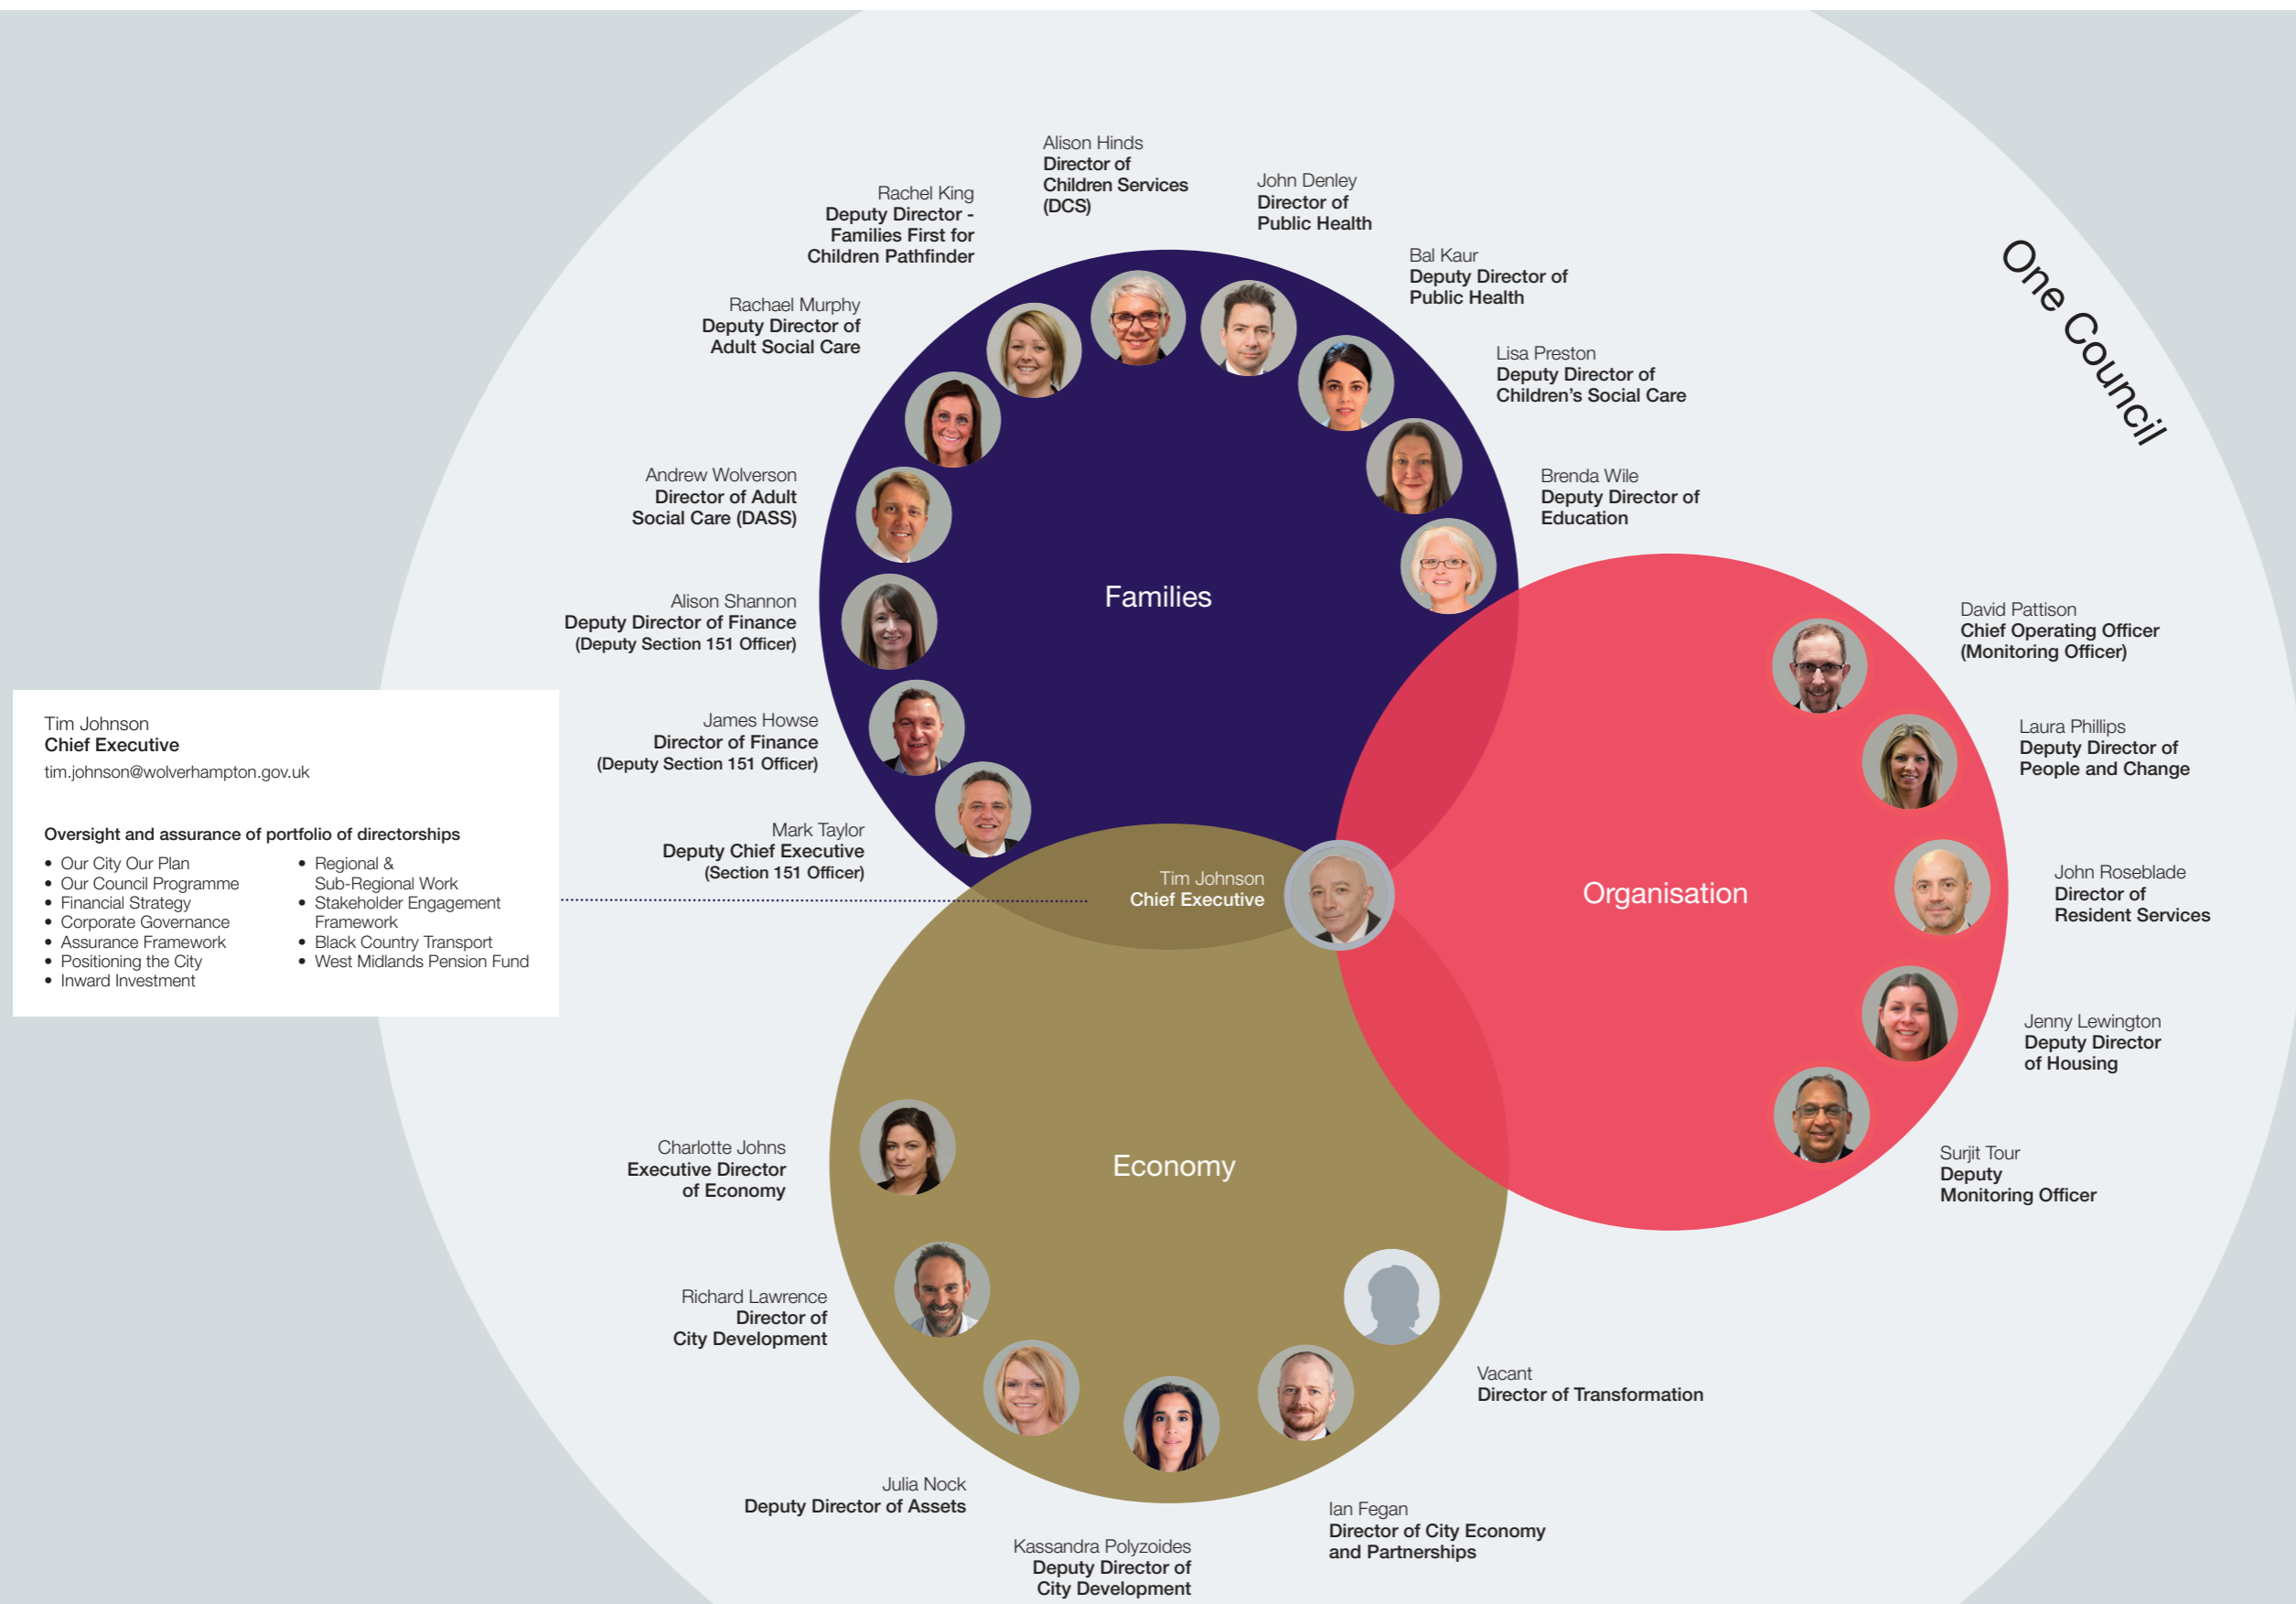 One Council
Alison Hinds
Director of
Children Services
(DCS)
John Denley
Director of
Public Health
Rachel King
Deputy Director -
Families First for
Children Pathfinder
Bal Kaur
Deputy Director of
Public Health
Rachael Murphy
Deputy Director of
Adult Social Care
Lisa Preston
Deputy Director of
Children's Social Care
Andrew Wolverson
Director of Adult
Social Care (DASS)
Brenda Wile
Deputy Director of
Education
Alison Shannon
Deputy Director of Finance
(Deputy Section 151 Officer)
Families
James Howse
Director of Finance
(Deputy Section 151 Officer)
Mark Taylor
Deputy Chief Executive
(Section 151 Officer)
David Pattison
Chief Operating Officer
(Monitoring Officer)
Laura Phillips
Deputy Director of
People and Change
Organisation
John Roseblade
Director of
Resident Services
Jenny Lewington
Deputy Director
of Housing
Surjit Tour
Deputy
Monitoring Officer
Tim Johnson
Chief Executive
Tim Johnson
Chief Executive
tim.johnson@wolverhampton.gov.uk
Oversight and assurance of portfolio of directorships
• Our City Our Plan
• Our Council Programme
• Financial Strategy
• Corporate Governance
• Assurance Framework
• Positioning the City
• Inward Investment
• Regional &
Sub-Regional Work
• Stakeholder Engagement
Framework
• Black Country Transport
• West Midlands Pension Fund
Charlotte Johns
Executive Director
of Economy
Economy
Richard Lawrence
Director of
City Development
Vacant
Director of Transformation
Julia Nock
Deputy Director of Assets
Ian Fegan
Director of City Economy
and Partnerships
Kassandra Polyzoides
Deputy Director of
City Development